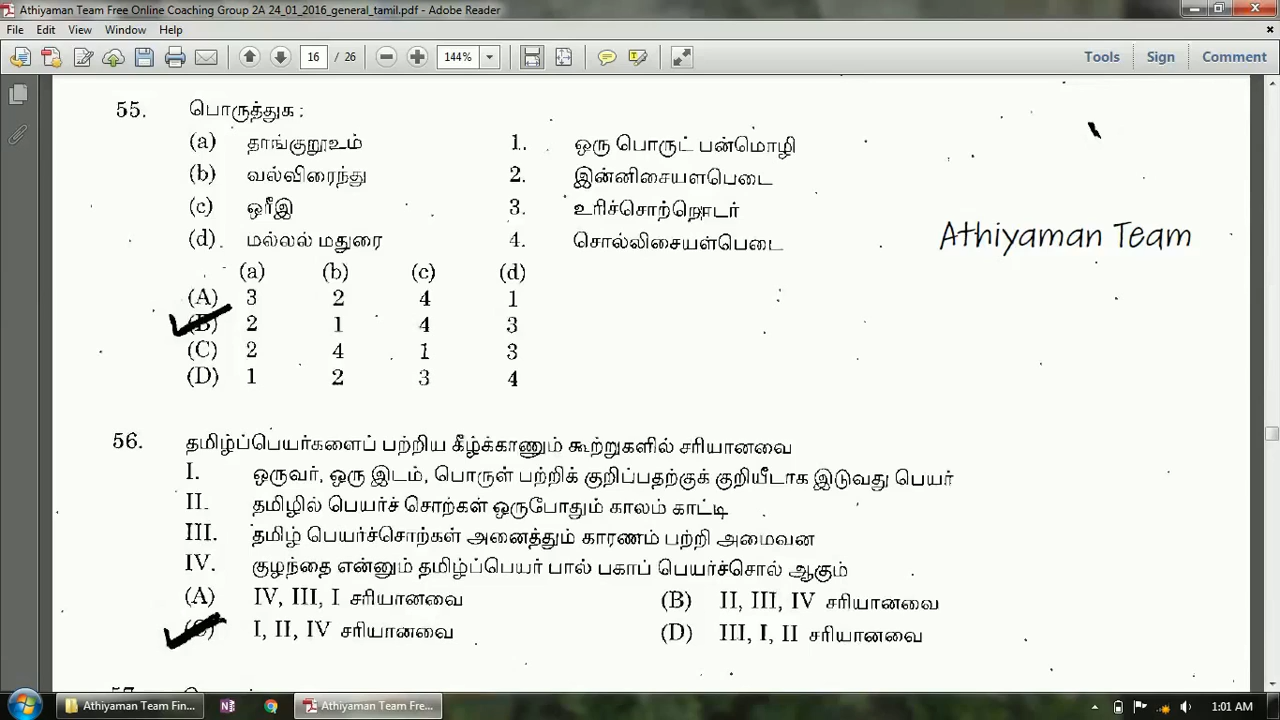 Athiyaman Team Free Online Coaching Group 2A 24_01_2016_general_tamil.pdf - Adobe Reader
File Edit View Window Help
16 / 26 144% Tools Sign Comment
55. பொருத்துக :
(a) தாங்குறூஉம் 1. ஒரு பொருட் பன்மொழி
(b) வல்விரைந்து 2. இன்னிசையளபெடை
(c) ஒரீஇ 3. உரிச்சொற்றொடர்
(d) மல்லல் மதுரை 4. சொல்லிசையள்பெடை
Athiyaman Team
(a) (b) (c) (d)
(A) 3 2 4 1
(B) 2 1 4 3
(C) 2 4 1 3
(D) 1 2 3 4
56. தமிழ்ப்பெயர்களைப் பற்றிய கீழ்க்காணும் கூற்றுகளில் சரியானவை
I. ஒருவர், ஒரு இடம், பொருள் பற்றிக் குறிப்பதற்குக் குறியீடாக இடுவது பெயர்
II. தமிழில் பெயர்ச் சொற்கள் ஒருபோதும் காலம் காட்டி
III. தமிழ் பெயர்ச்சொற்கள் அனைத்தும் காரணம் பற்றி அமைவன
IV. குழந்தை என்னும் தமிழ்ப்பெயர் பால் பகாப் பெயர்ச்சொல் ஆகும்
(A) IV, III, I சரியானவை (B) II, III, IV சரியானவை
(C) I, II, IV சரியானவை (D) III, I, II சரியானவை
Athiyaman Team Fin... Athiyaman Team Fre... 1:01 AM